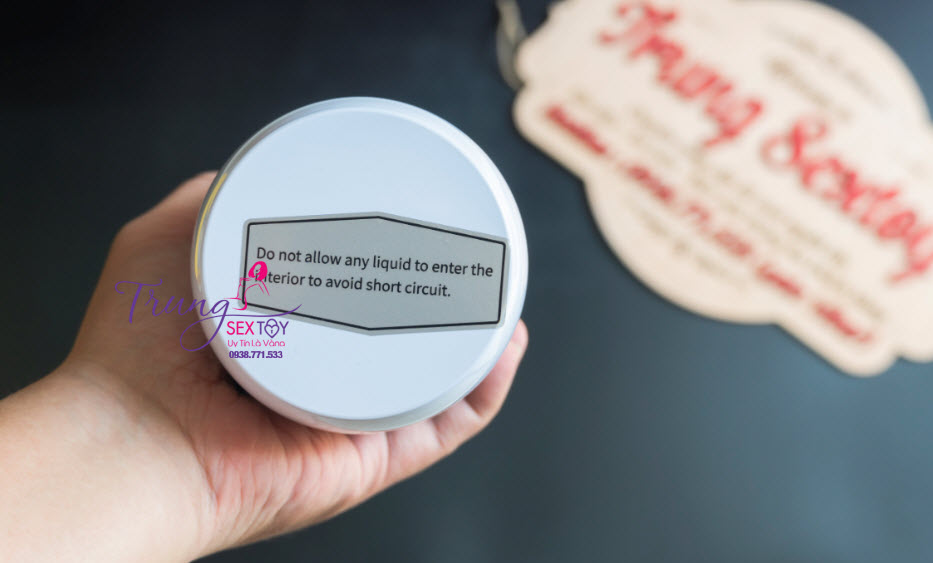 Do not allow any liquid to enter the
interior to avoid short circuit.
Trung
SEXTOY
Uy Tín Là Vàng
0938.771.533
Trung Sextoy